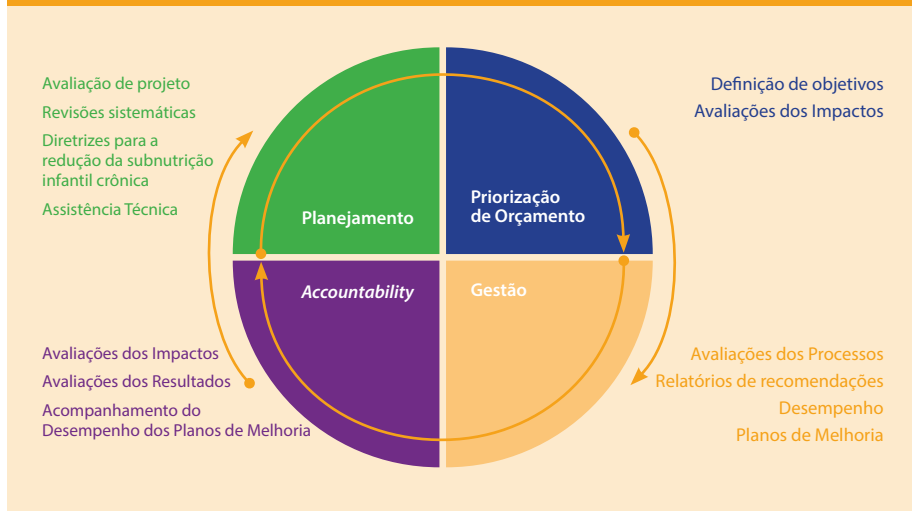 Avaliação de projeto
Revisões sistemáticas
Diretrizes para a
redução da subnutrição
infantil crônica
Assistência Técnica
Definição de objetivos
Avaliações dos Impactos
Planejamento
Priorização
de Orçamento
Accountability
Gestão
Avaliações dos Impactos
Avaliações dos Resultados
Acompanhamento do
Desempenho dos Planos de Melhoria
Avaliações dos Processos
Relatórios de recomendações
Desempenho
Planos de Melhoria